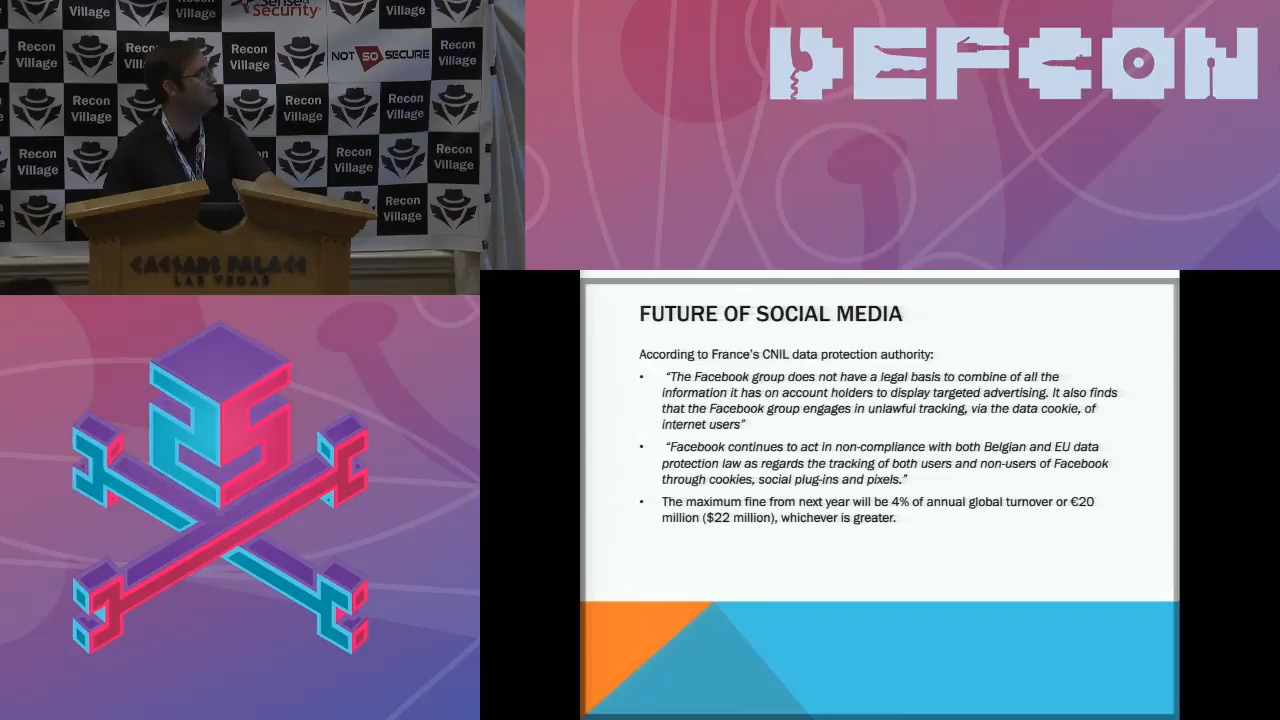 Village
Village
Sense of
Security
Village
Recon
Village
Recon
Village
NOT SO SECURE
Recon
Village
Recon
Village
Recon
Village
Recon
Village
Recon
Village
Recon
Village
Recon
Village
Recon
Village
CAESARS PALACE
LAS VEGAS
DEFCON
FUTURE OF SOCIAL MEDIA
According to France's CNIL data protection authority:
• “The Facebook group does not have a legal basis to combine of all the
information it has on account holders to display targeted advertising. It also finds
that the Facebook group engages in unlawful tracking, via the data cookie, of
internet users”
• “Facebook continues to act in non-compliance with both Belgian and EU data
protection law as regards the tracking of both users and non-users of Facebook
through cookies, social plug-ins and pixels.”
• The maximum fine from next year will be 4% of annual global turnover or €20
million ($22 million), whichever is greater.